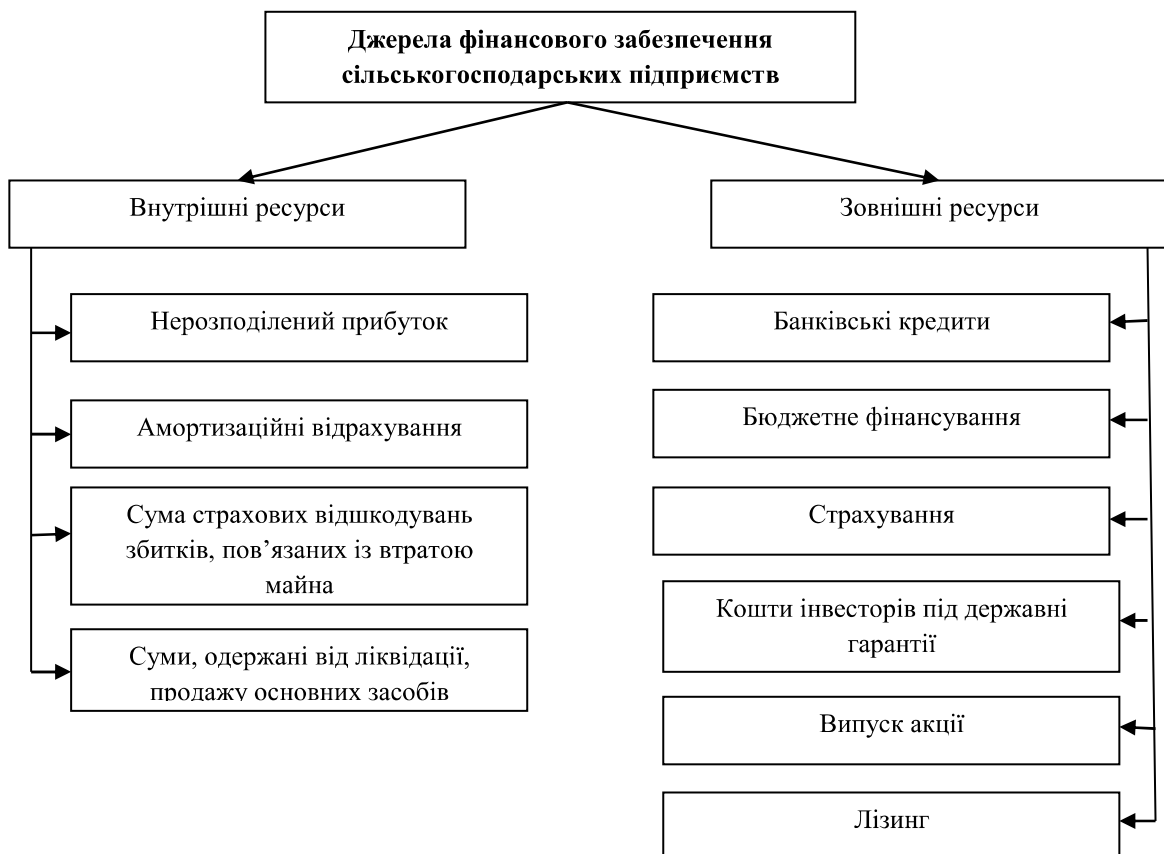 Джерела фінансового забезпечення
сільськогосподарських підприємств
Внутрішні ресурси
Зовнішні ресурси
Нерозподілений прибуток
Амортизаційні відрахування
Сума страхових відшкодувань
збитків, пов’язаних із втратою
майна
Суми, одержані від ліквідації,
продажу основних засобів
Банківські кредити
Бюджетне фінансування
Страхування
Кошти інвесторів під державні
гарантії
Випуск акції
Лізинг